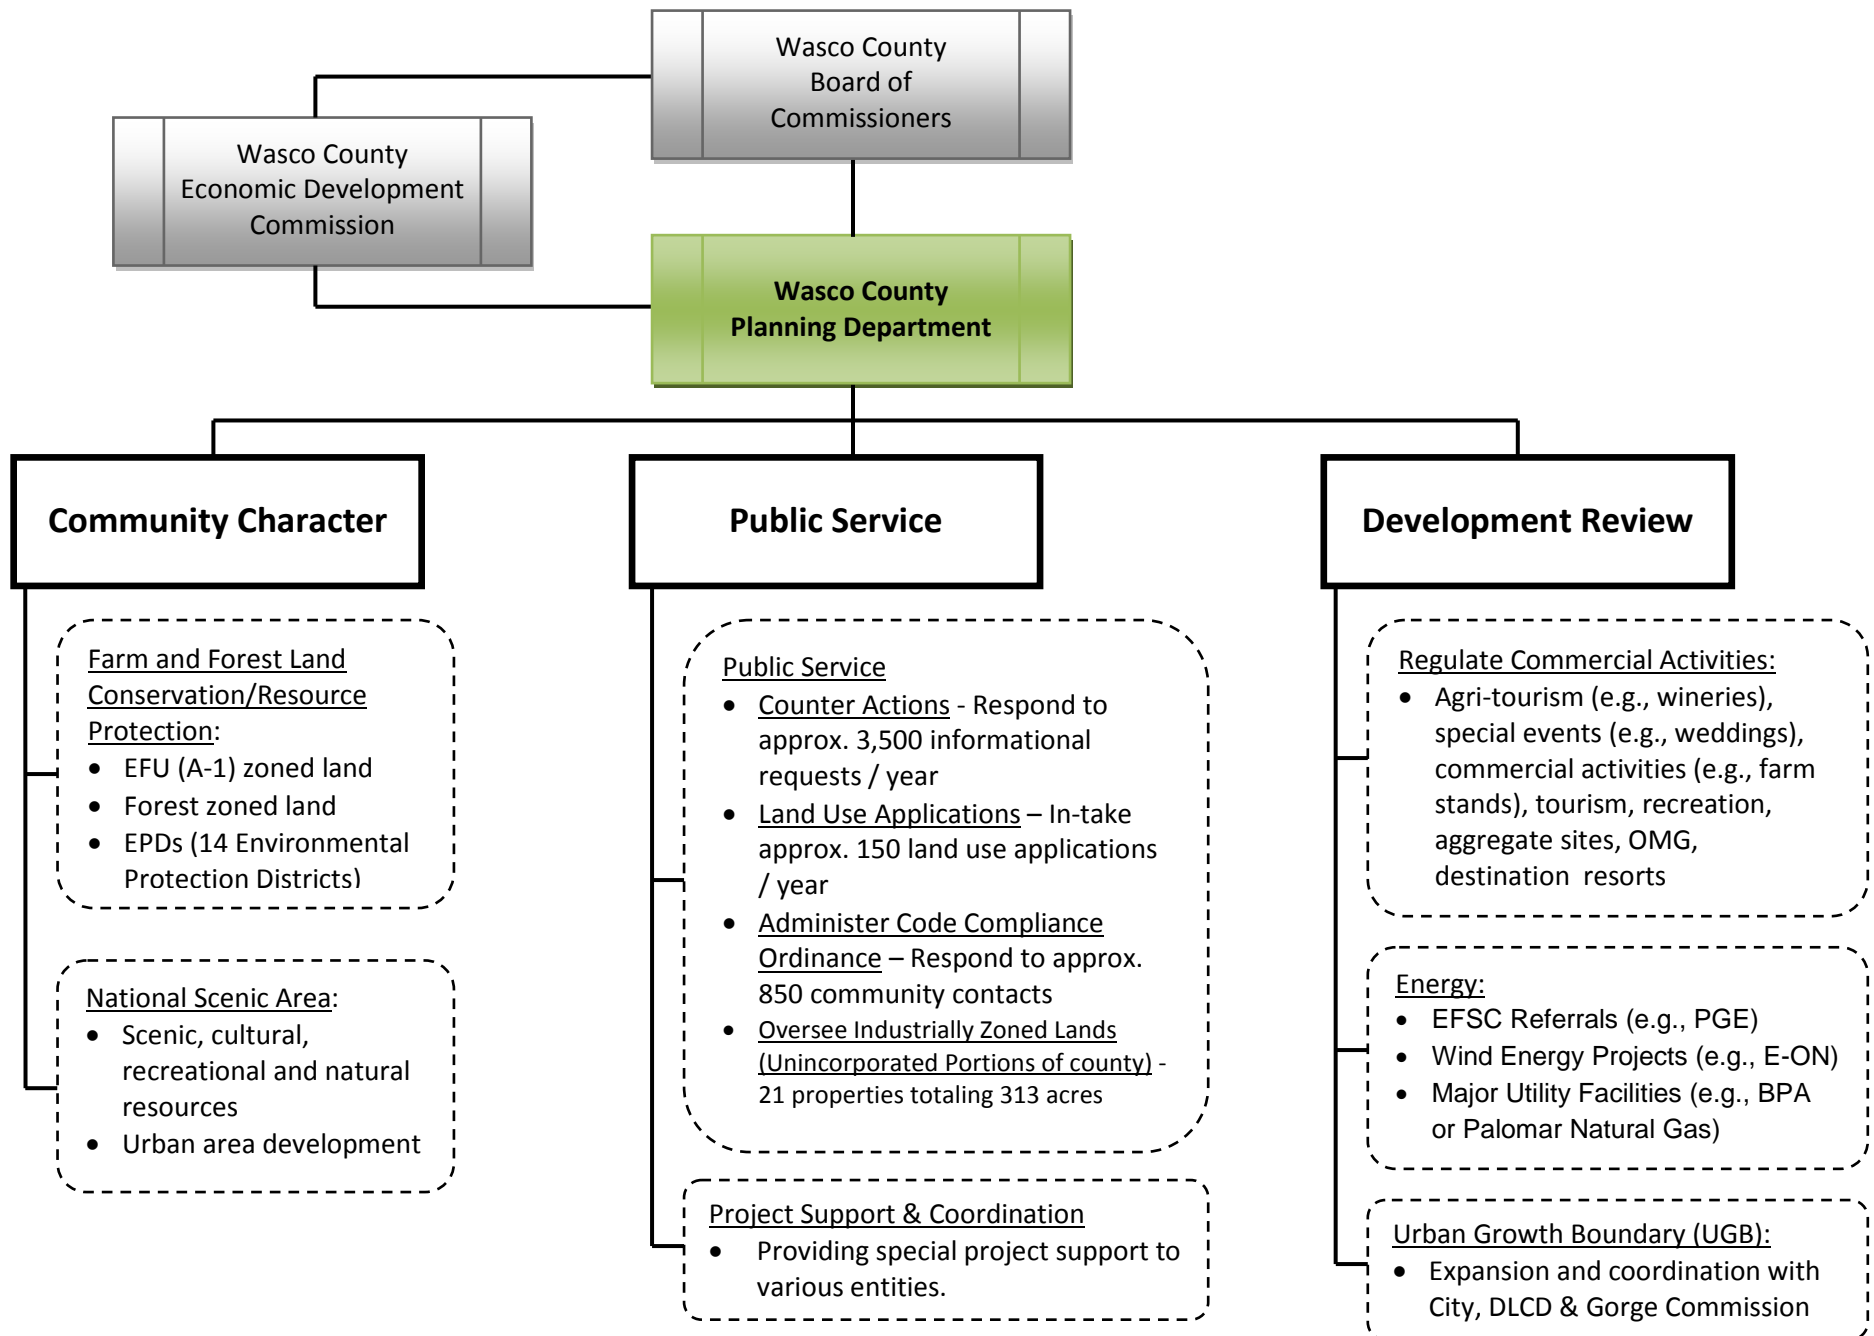 Wasco County
Board of
Commissioners
Wasco County
Economic Development
Commission
Wasco County
Planning Department
Community Character
Farm and Forest Land
Conservation/Resource
Protection:
• EFU (A-1) zoned land
• Forest zoned land
• EPDs (14 Environmental
Protection Districts)
National Scenic Area:
• Scenic, cultural,
recreational and natural
resources
• Urban area development
Public Service
Public Service
• Counter Actions - Respond to
approx. 3,500 informational
requests / year
• Land Use Applications – In-take
approx. 150 land use applications
/ year
• Administer Code Compliance
Ordinance – Respond to approx.
850 community contacts
• Oversee Industrially Zoned Lands
(Unincorporated Portions of county) -
21 properties totaling 313 acres
Project Support & Coordination
• Providing special project support to
various entities.
Development Review
Regulate Commercial Activities:
• Agri-tourism (e.g., wineries),
special events (e.g., weddings),
commercial activities (e.g., farm
stands), tourism, recreation,
aggregate sites, OMG,
destination resorts
Energy:
• EFSC Referrals (e.g., PGE)
• Wind Energy Projects (e.g., E-ON)
• Major Utility Facilities (e.g., BPA
or Palomar Natural Gas)
Urban Growth Boundary (UGB):
• Expansion and coordination with
City, DLCD & Gorge Commission